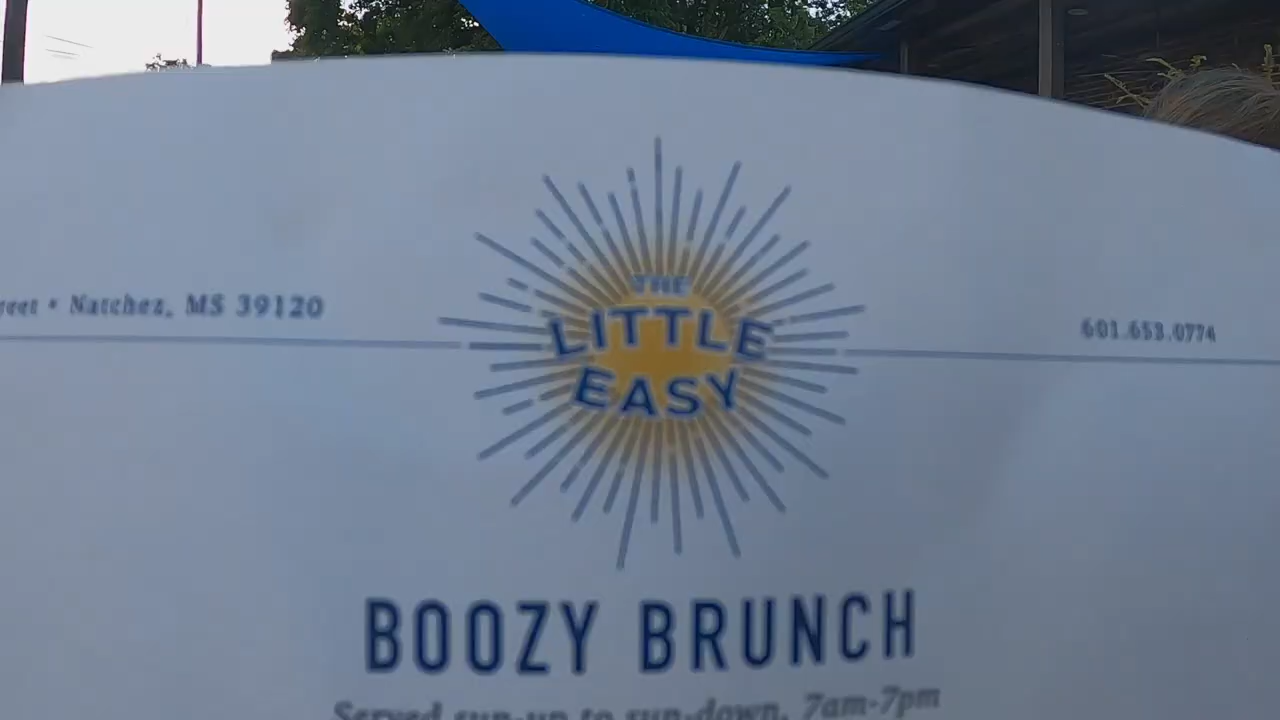 • Natchez, MS 39120
THE
LITTLE
EASY
601.653.0774
BOOZY BRUNCH
Served sun-up to sun-down, 7am-7pm